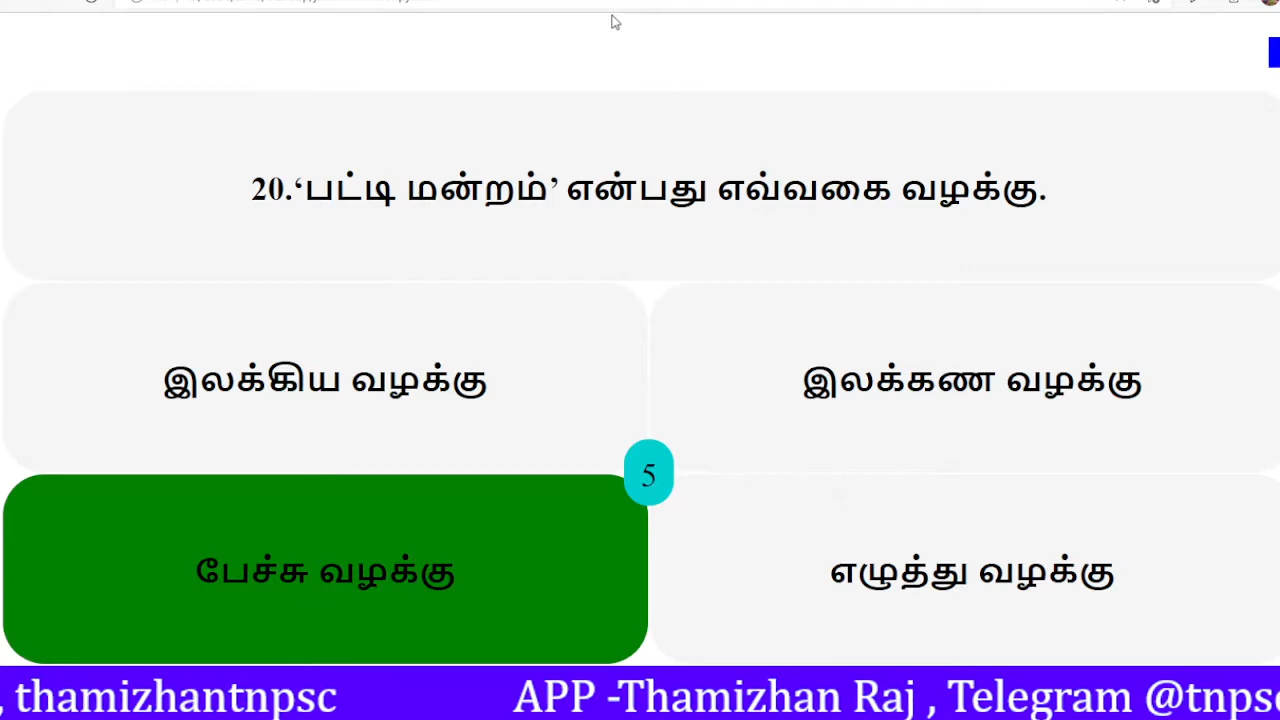 20.‘பட்டி மன்றம்’ என்பது எவ்வகை வழக்கு.
இலக்கிய வழக்கு
இலக்கண வழக்கு
5
பேச்சு வழக்கு
எழுத்து வழக்கு
, thamizhantnpsc APP -Thamizhan Raj , Telegram @tnpsc